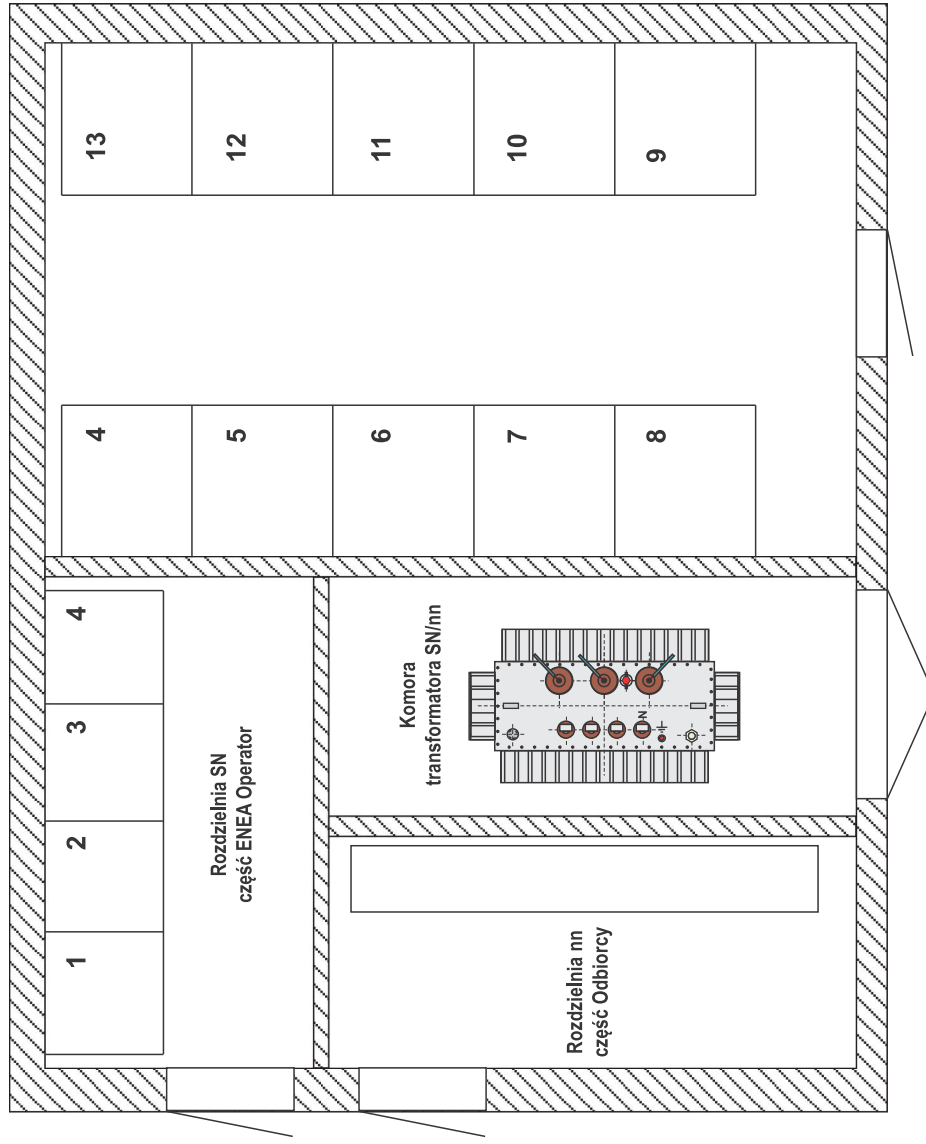 13
12
11
10
9
4
5
6
7
8
4
3
2
1
Rozdzielnia SN
część ENEA Operator
Komora
transformatora SN/nn
N
Rozdzielnia nn
część Odbiorcy